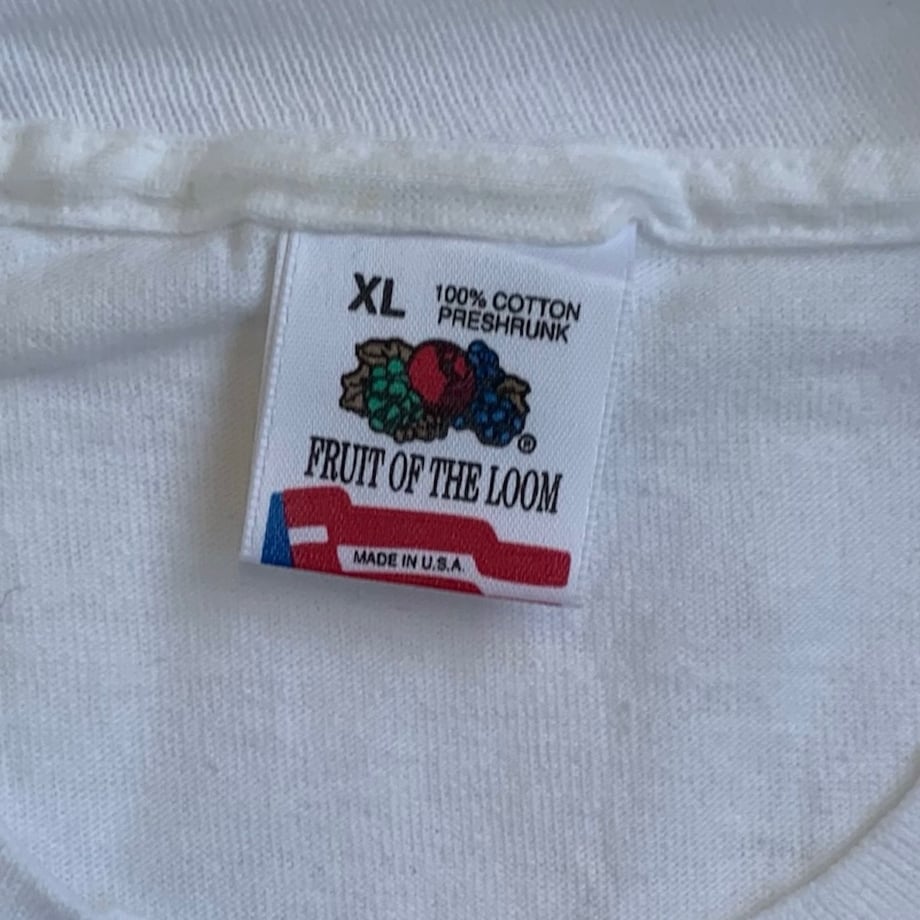 XL
100% COTTON
PRESHRUNK
®
FRUIT OF THE LOOM
MADE IN U.S.A.